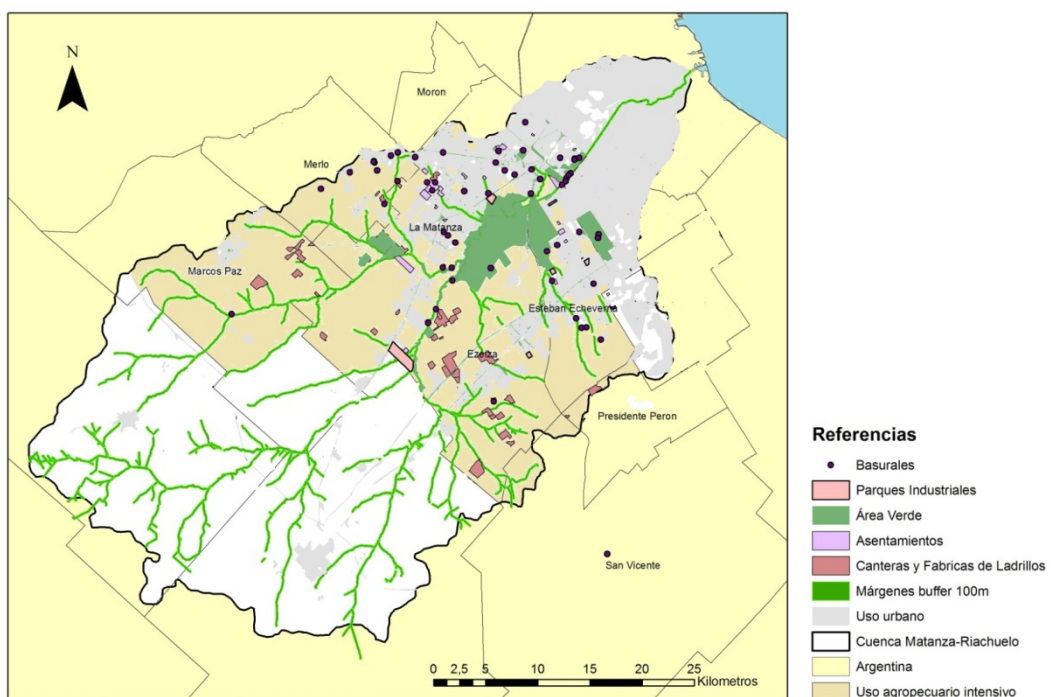 N
Moron
Merlo
La Matanza
Marcos Paz
Esteban Echeverria
Ezeiza
Presidente Peron
San Vicente
0 2,5 5 10 15 20 25
Kilometros
Referencias
Basurales
Parques Industriales
Área Verde
Asentamientos
Canteras y Fabricas de Ladrillos
Márgenes buffer 100m
Uso urbano
Cuenca Matanza-Riachuelo
Argentina
Uso agropecuario intensivo